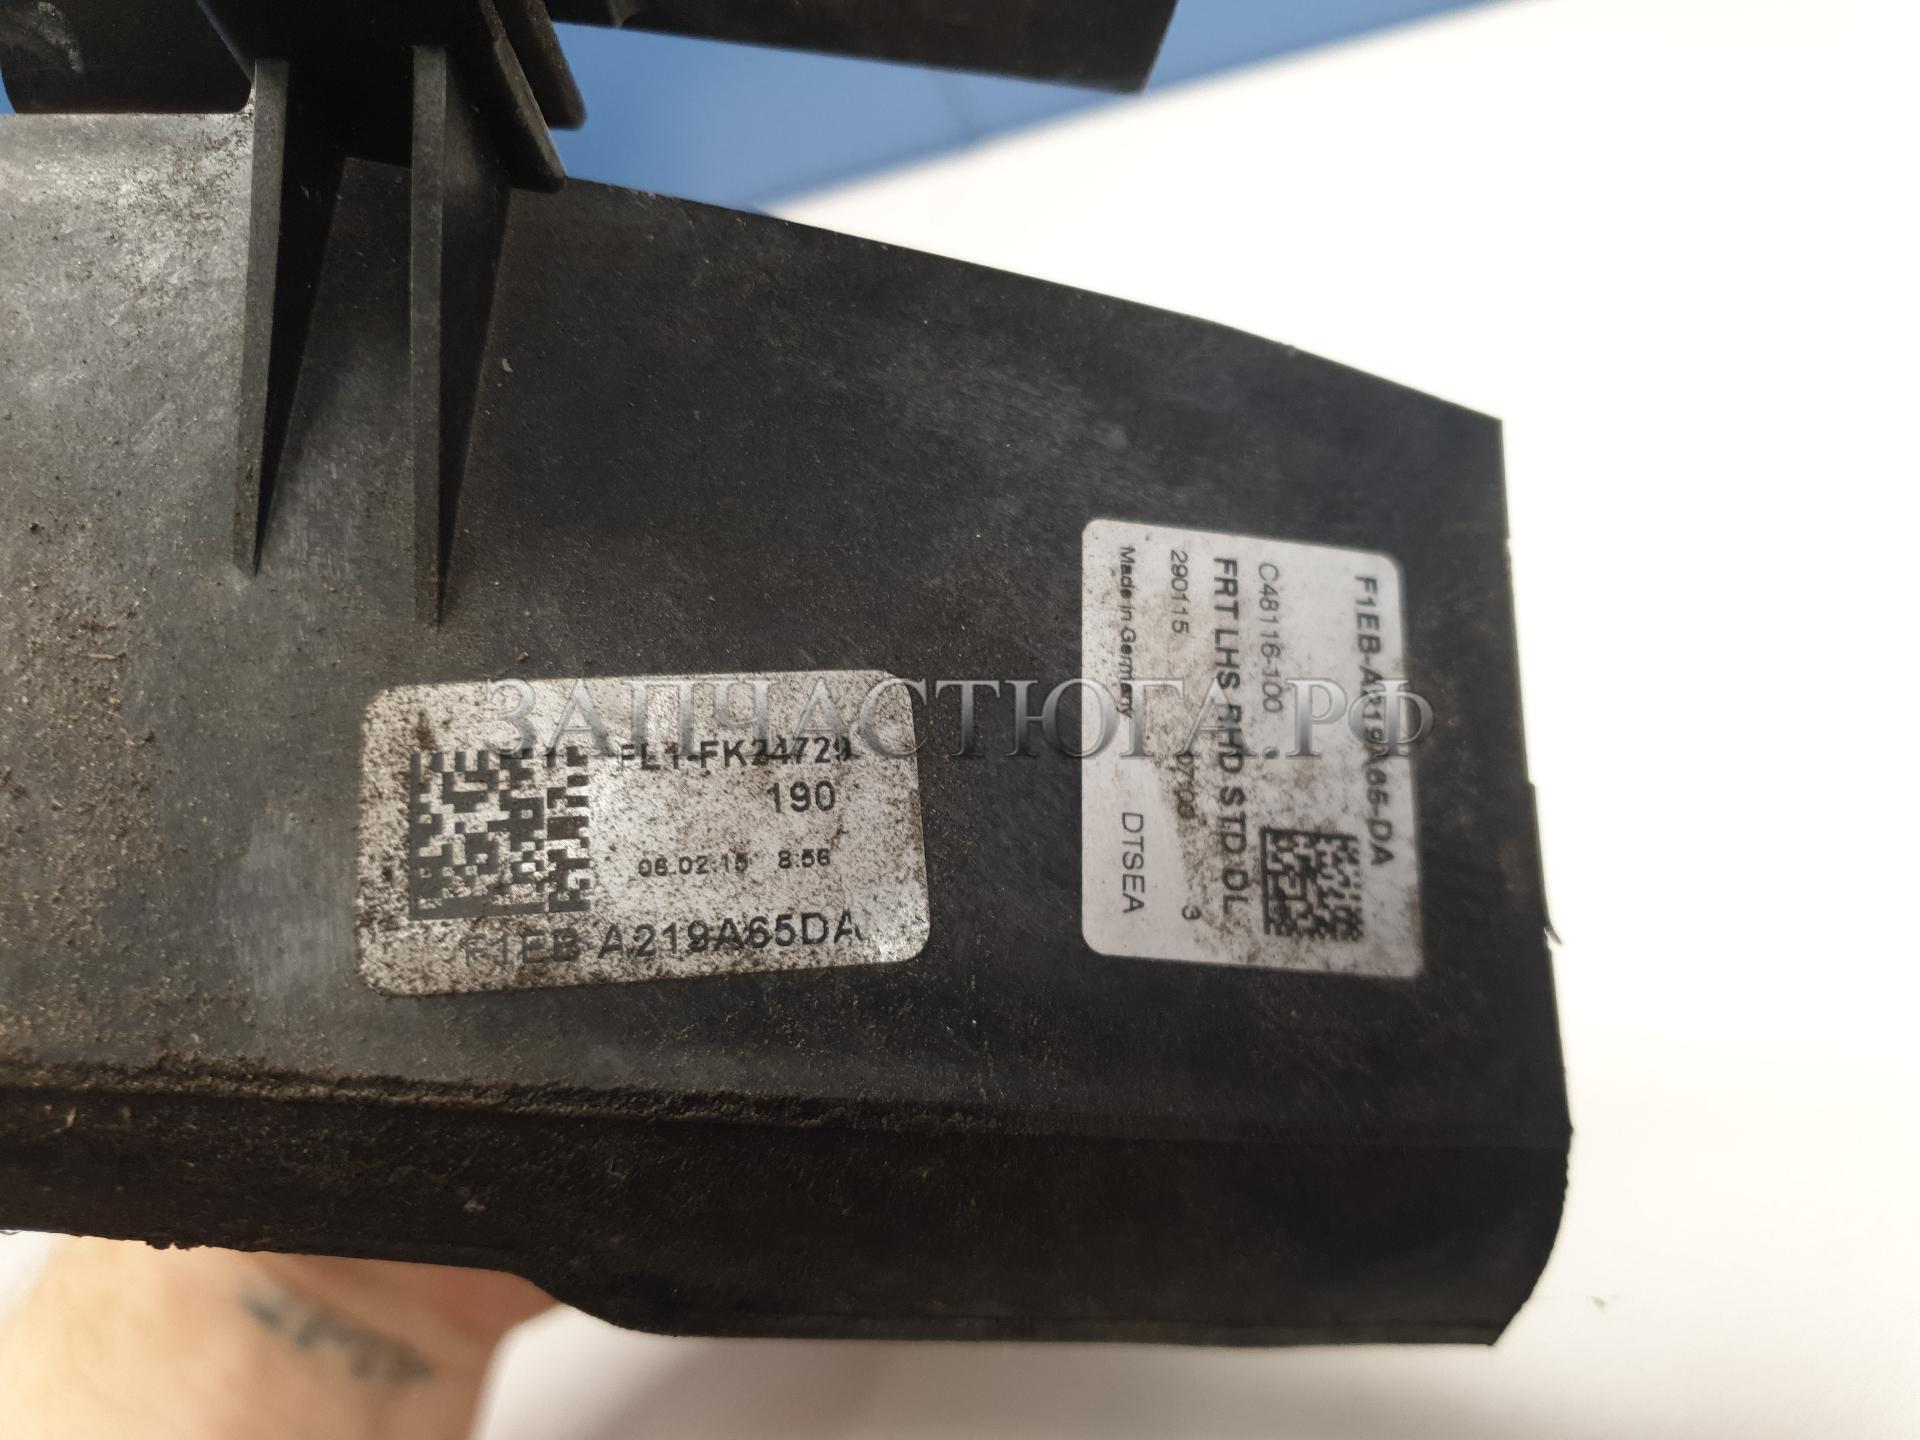 ЗАПЧАСТЮГА.РФ
FL1-FK24729
190
06.02.15 8:56
F1EB A219A65DA
F1EB-A219A65-DA
C48116-100
FRT LHS RHD STD DL
290115 3
Made in Germany DTSEA